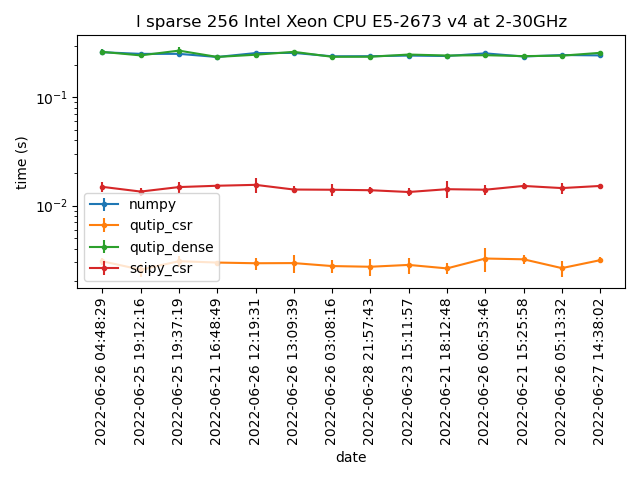 l sparse 256 Intel Xeon CPU E5-2673 v4 at 2-30GHz
time (s)
10⁻¹
10⁻²
numpy
qutip_csr
qutip_dense
scipy_csr
2022-06-26 04:48:29
2022-06-25 19:12:16
2022-06-25 19:37:19
2022-06-21 16:48:49
2022-06-26 12:19:31
2022-06-26 13:09:39
2022-06-26 03:08:16
2022-06-28 21:57:43
2022-06-23 15:11:57
2022-06-21 18:12:48
2022-06-26 06:53:46
2022-06-21 15:25:58
2022-06-26 05:13:32
2022-06-27 14:38:02
date